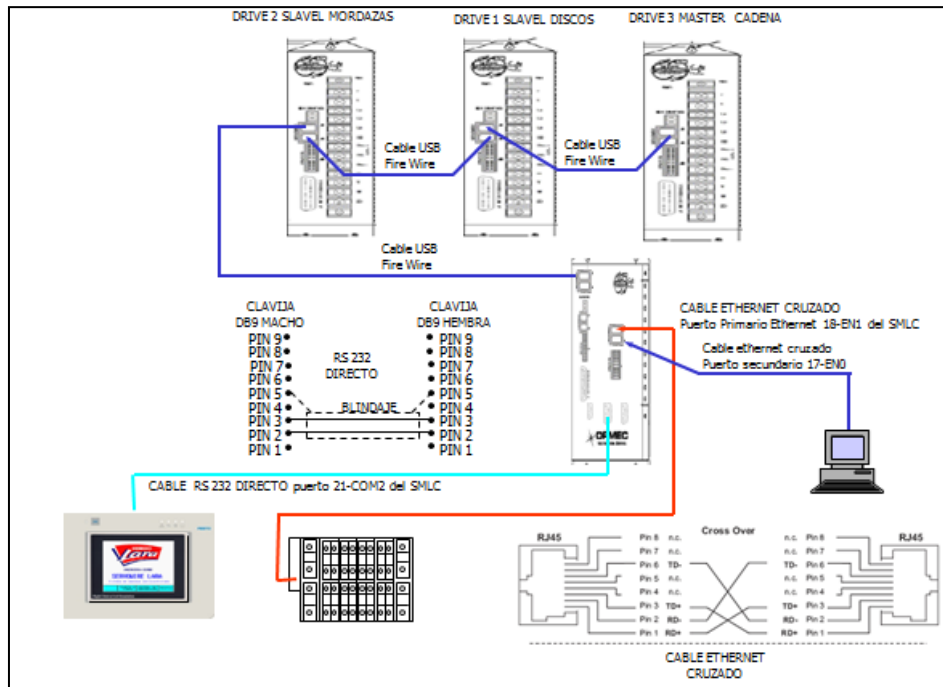 DRIVE 2 SLAVEL MORDAZAS
DRIVE 1 SLAVEL DISCOS
DRIVE 3 MASTER CADENA
Cable USB
Fire Wire
Cable USB
Fire Wire
Cable USB
Fire Wire
CLAVIJA
DB9 MACHO
PIN 9
PIN 8
PIN 7
PIN 6
PIN 5
PIN 4
PIN 3
PIN 2
PIN 1
RS 232
DIRECTO
BLINDAJE
CLAVIJA
DB9 HEMBRA
PIN 9
PIN 8
PIN 7
PIN 6
PIN 5
PIN 4
PIN 3
PIN 2
PIN 1
ORMEC
CABLE ETHERNET CRUZADO
Puerto Primario Ethernet 18-EN1 del SMLC
Cable ethernet cruzado
Puerto secundario 17-EN0
CABLE RS 232 DIRECTO puerto 21-COM2 del SMLC
Lara
Cross Over
RJ45
Pin 8 n.c.
Pin 7 n.c.
Pin 6 TD-
Pin 5 n.c.
Pin 4 n.c.
Pin 3 TD+
Pin 2 RD-
Pin 1 RD+
RJ45
n.c. Pin 8
n.c. Pin 7
TD- Pin 6
n.c. Pin 5
n.c. Pin 4
TD+ Pin 3
RD- Pin 2
RD+ Pin 1
CABLE ETHERNET
CRUZADO